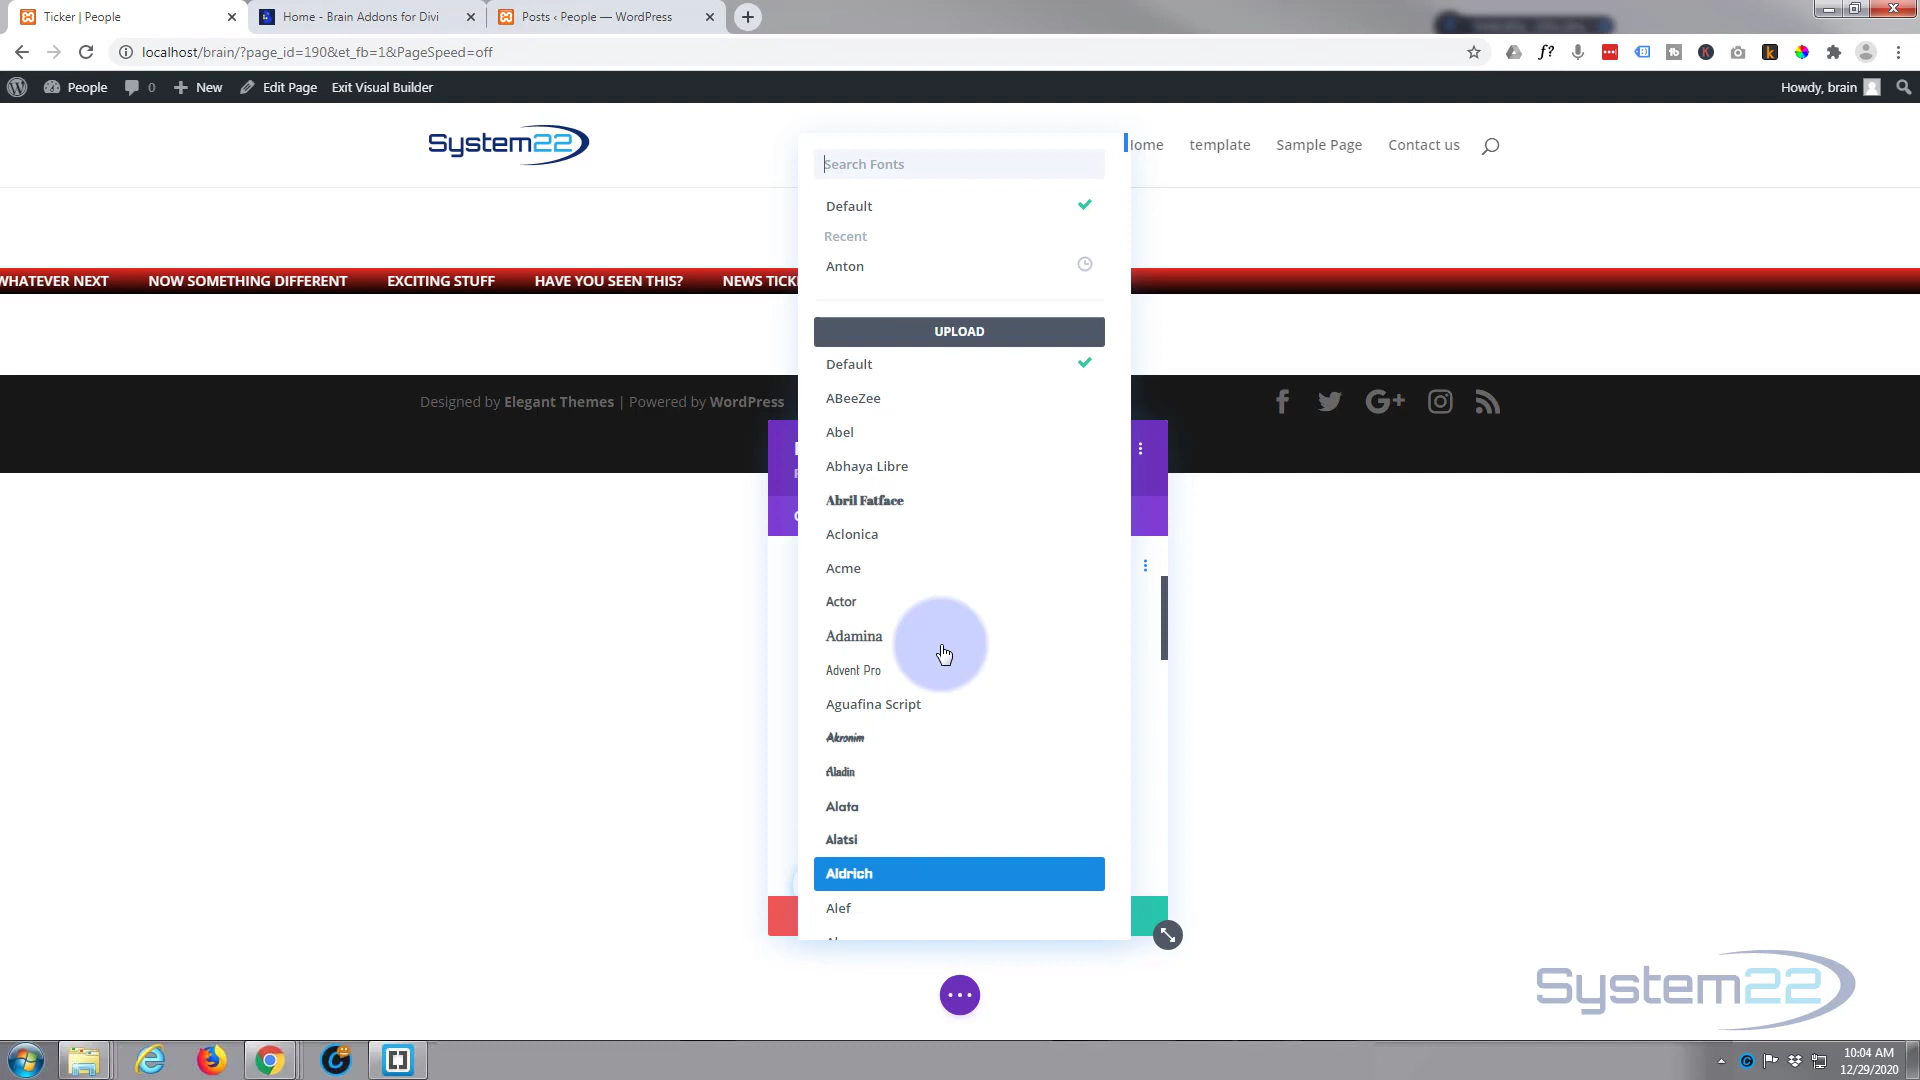 Ticker | People
Home - Brain Addons for Divi
Posts ‹ People — WordPress
localhost/brain/?page_id=190&et_fb=1&PageSpeed=off
People
0
New
Edit Page
Exit Visual Builder
Howdy, brain
System22
Home
template
Sample Page
Contact us
Search Fonts
Default
Recent
Anton
WHATEVER NEXT NOW SOMETHING DIFFERENT EXCITING STUFF HAVE YOU SEEN THIS?
UPLOAD
Default
ABeeZee
Abel
Abhaya Libre
Abril Fatface
Aclonica
Acme
Actor
Adamina
Advent Pro
Aguafina Script
Akronim
Aladin
Alata
Alatsi
Aldrich
Alef
Designed by Elegant Themes | Powered by WordPress
System22
10:04 AM
12/29/2020